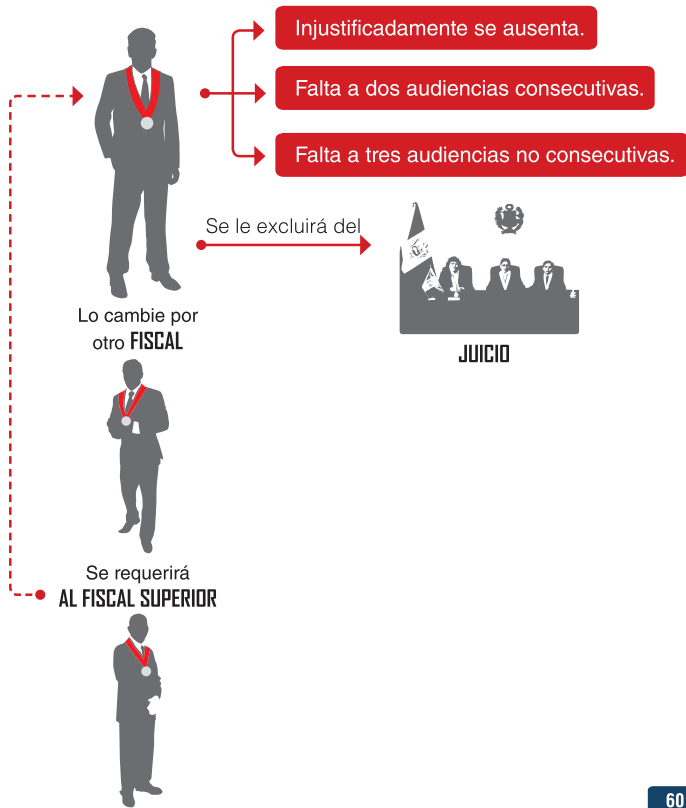 Injustificadamente se ausenta.
Falta a dos audiencias consecutivas.
Falta a tres audiencias no consecutivas.
Se le excluirá del
JUICIO
Lo cambie por
otro FISCAL
Se requerirá
AL FISCAL SUPERIOR
60